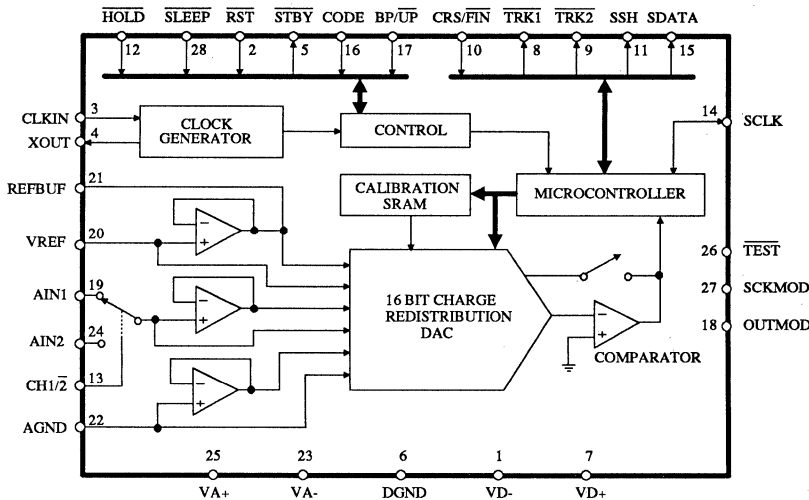 HOLD SLEEP RST STBY CODE BP/UP CRS/FIN TRK1 TRK2 SSH SDATA
12 28 2 5 16 17 10 8 9 11 15
CLKIN 3
XOUT 4
CLOCK
GENERATOR
CONTROL
14 SCLK
REFBUF 21
CALIBRATION
SRAM
MICROCONTROLLER
VREF 20
- +
26 TEST
AIN1 19
- +
16 BIT CHARGE
REDISTRIBUTION
DAC
27 SCKMOD
- +
18 OUTMOD
AIN2 24
COMPARATOR
CH1/2 13
- +
AGND 22
25 23 6 1 7
VA+ VA- DGND VD- VD+